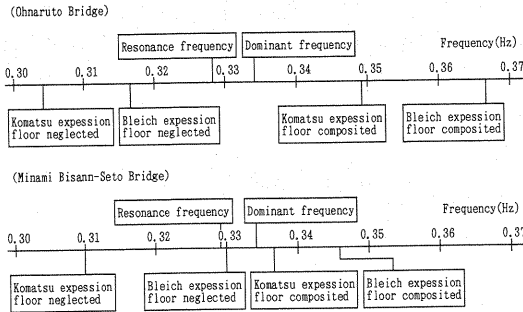 (Ohnaruto Bridge)
Resonance frequency
Dominant frequency
Frequency(Hz)
0.30 0.31 0.32 0.33 0.34 0.35 0.36 0.37
Komatsu expession
floor neglected
Bleich expession
floor neglected
Komatsu expession
floor composited
Bleich expession
floor composited
(Minami Bisann-Seto Bridge)
Resonance frequency
Dominant frequency
Frequency(Hz)
0.30 0.31 0.32 0.33 0.34 0.35 0.36 0.37
Komatsu expession
floor neglected
Bleich expession
floor neglected
Komatsu expession
floor composited
Bleich expession
floor composited